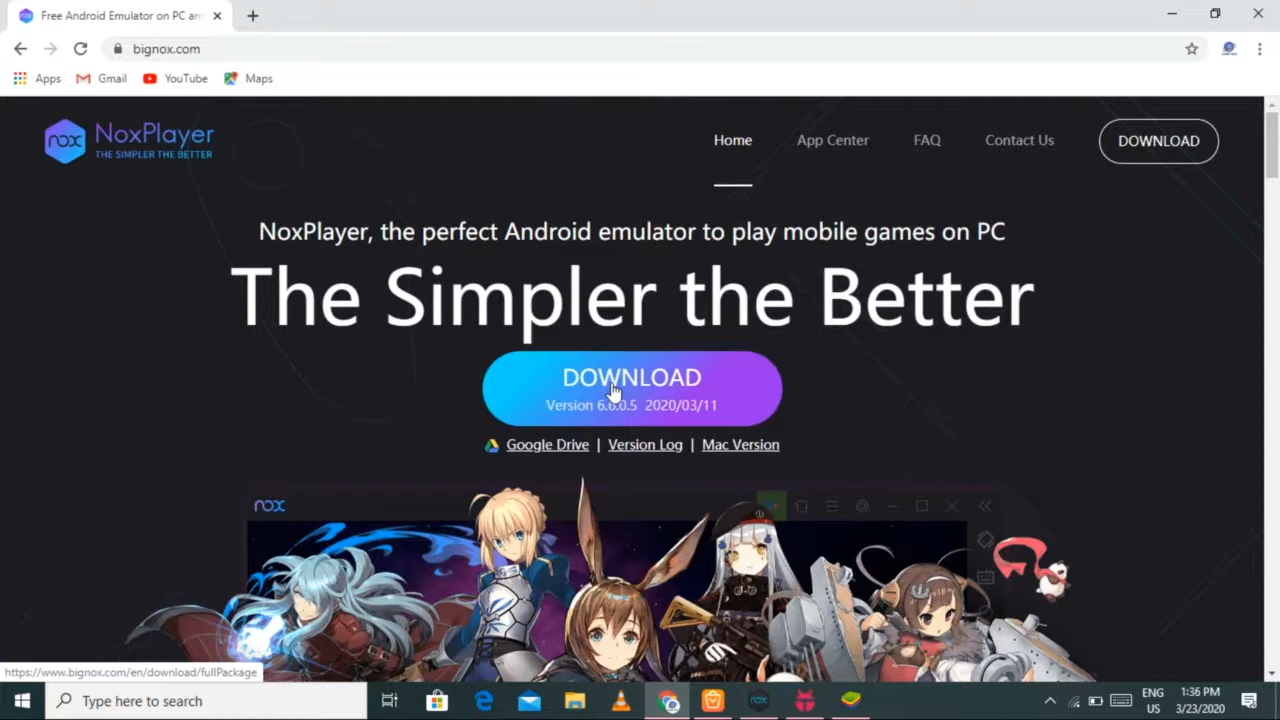 Free Android Emulator on PC an
bignox.com
Apps Gmail YouTube Maps
nox NoxPlayer
THE SIMPLER THE BETTER
Home App Center FAQ Contact Us DOWNLOAD
NoxPlayer, the perfect Android emulator to play mobile games on PC
The Simpler the Better
DOWNLOAD
Version 6.6.0.5 2020/03/11
Google Drive | Version Log | Mac Version
nox
https://www.bignox.com/en/download/fullPackage
Type here to search
nox
ENG
US
1:36 PM
3/23/2020